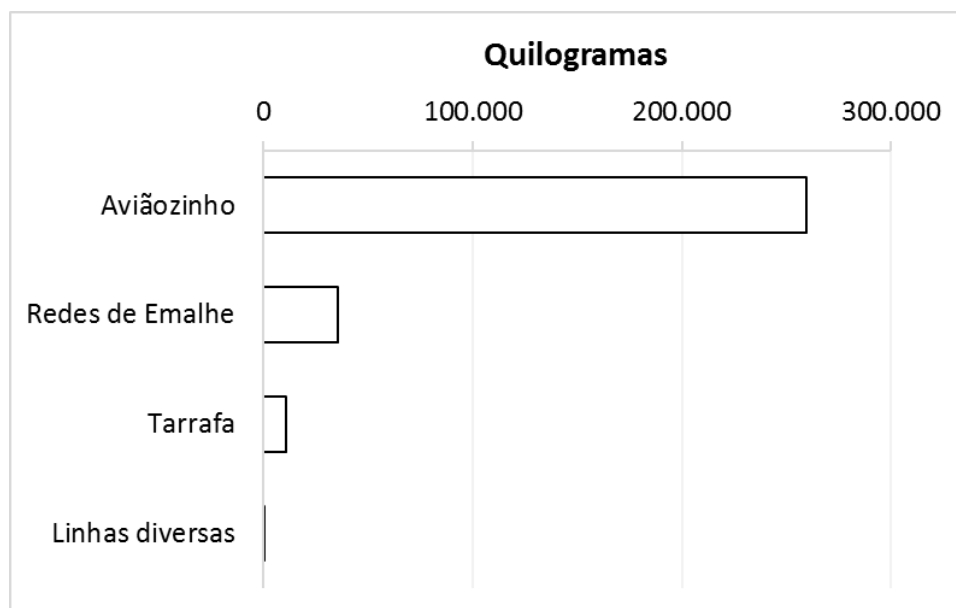 Quilogramas
0 100.000 200.000 300.000
Aviãozinho
Redes de Emalhe
Tarrafa
Linhas diversas